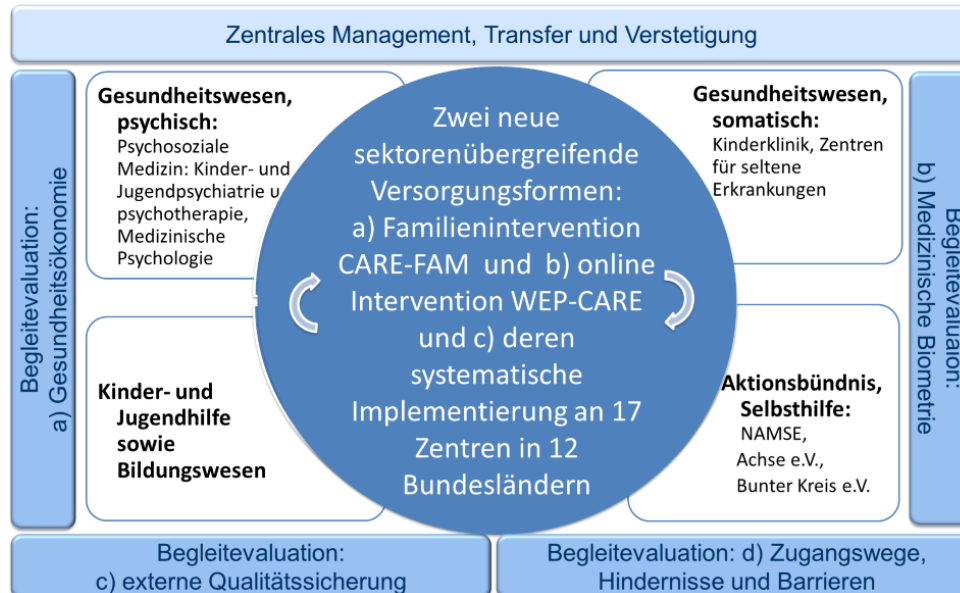 Zentrales Management, Transfer und Verstetigung
Begleitevaluation:
a) Gesundheitsökonomie
Gesundheitswesen,
psychisch:
Psychosoziale
Medizin: Kinder- und
Jugendpsychiatrie u
psychotherapie,
Medizinische
Psychologie
Kinder- und
Jugendhilfe
sowie
Bildungswesen
Zwei neue
sektorenübergreifende
Versorgungsformen:
a) Familienintervention
CARE-FAM und b) online
Intervention WEP-CARE
und c) deren
systematische
Implementierung an 17
Zentren in 12
Bundesländern
Gesundheitswesen,
somatisch:
Kinderklinik, Zentren
für seltene
Erkrankungen
Aktionsbündnis,
Selbsthilfe:
NAMSE,
Achse e.V.,
Bunter Kreis e.V.
Begleitevaluaion:
b) Medizinische Biometrie
Begleitevaluation:
c) externe Qualitätssicherung
Begleitevaluation: d) Zugangswege,
Hindernisse und Barrieren